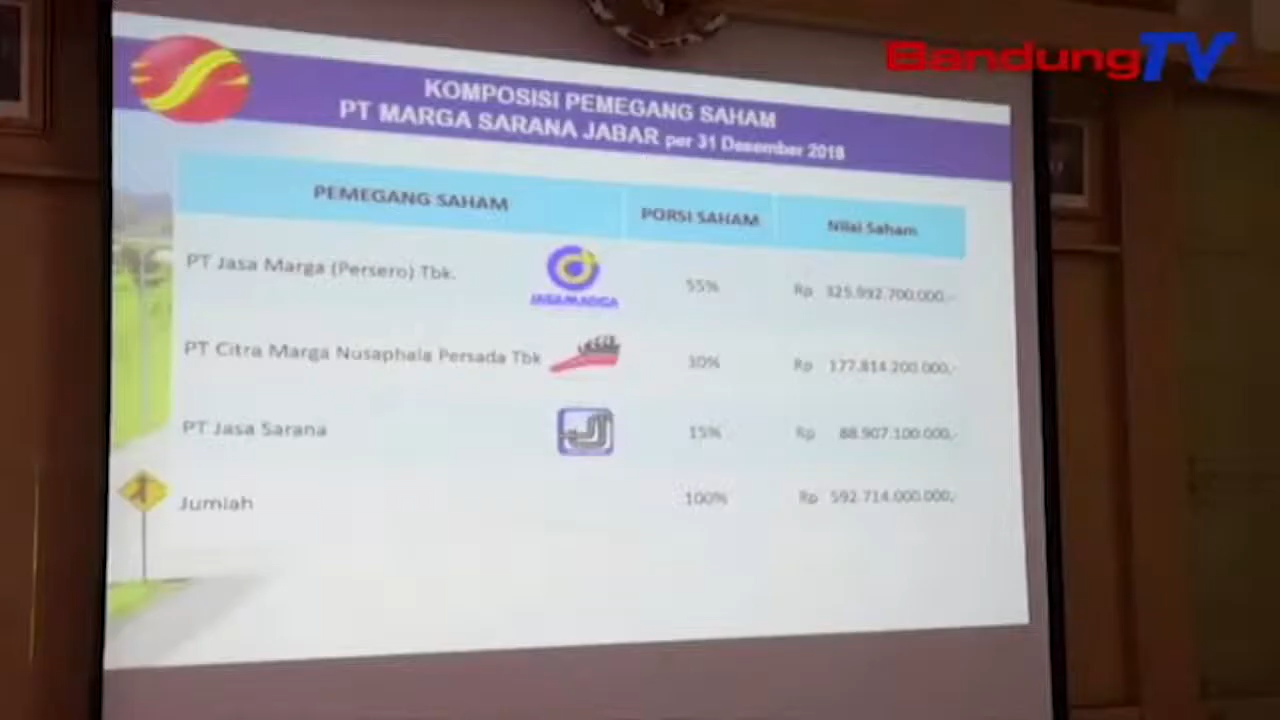 BandungTV
KOMPOSISI PEMEGANG SAHAM
PT MARGA SARANA JABAR per 31 Desember 2018
PEMEGANG SAHAM PORSI SAHAM Nilai Saham
PT Jasa Marga (Persero) Tbk. JASAMARGA 55% Rp 325.992.700.000,-
PT Citra Marga Nusaphala Persada Tbk 30% Rp 177.814.200.000,-
PT Jasa Sarana 15% Rp 88.907.100.000,-
Jumlah 100% Rp 592.714.000.000,-